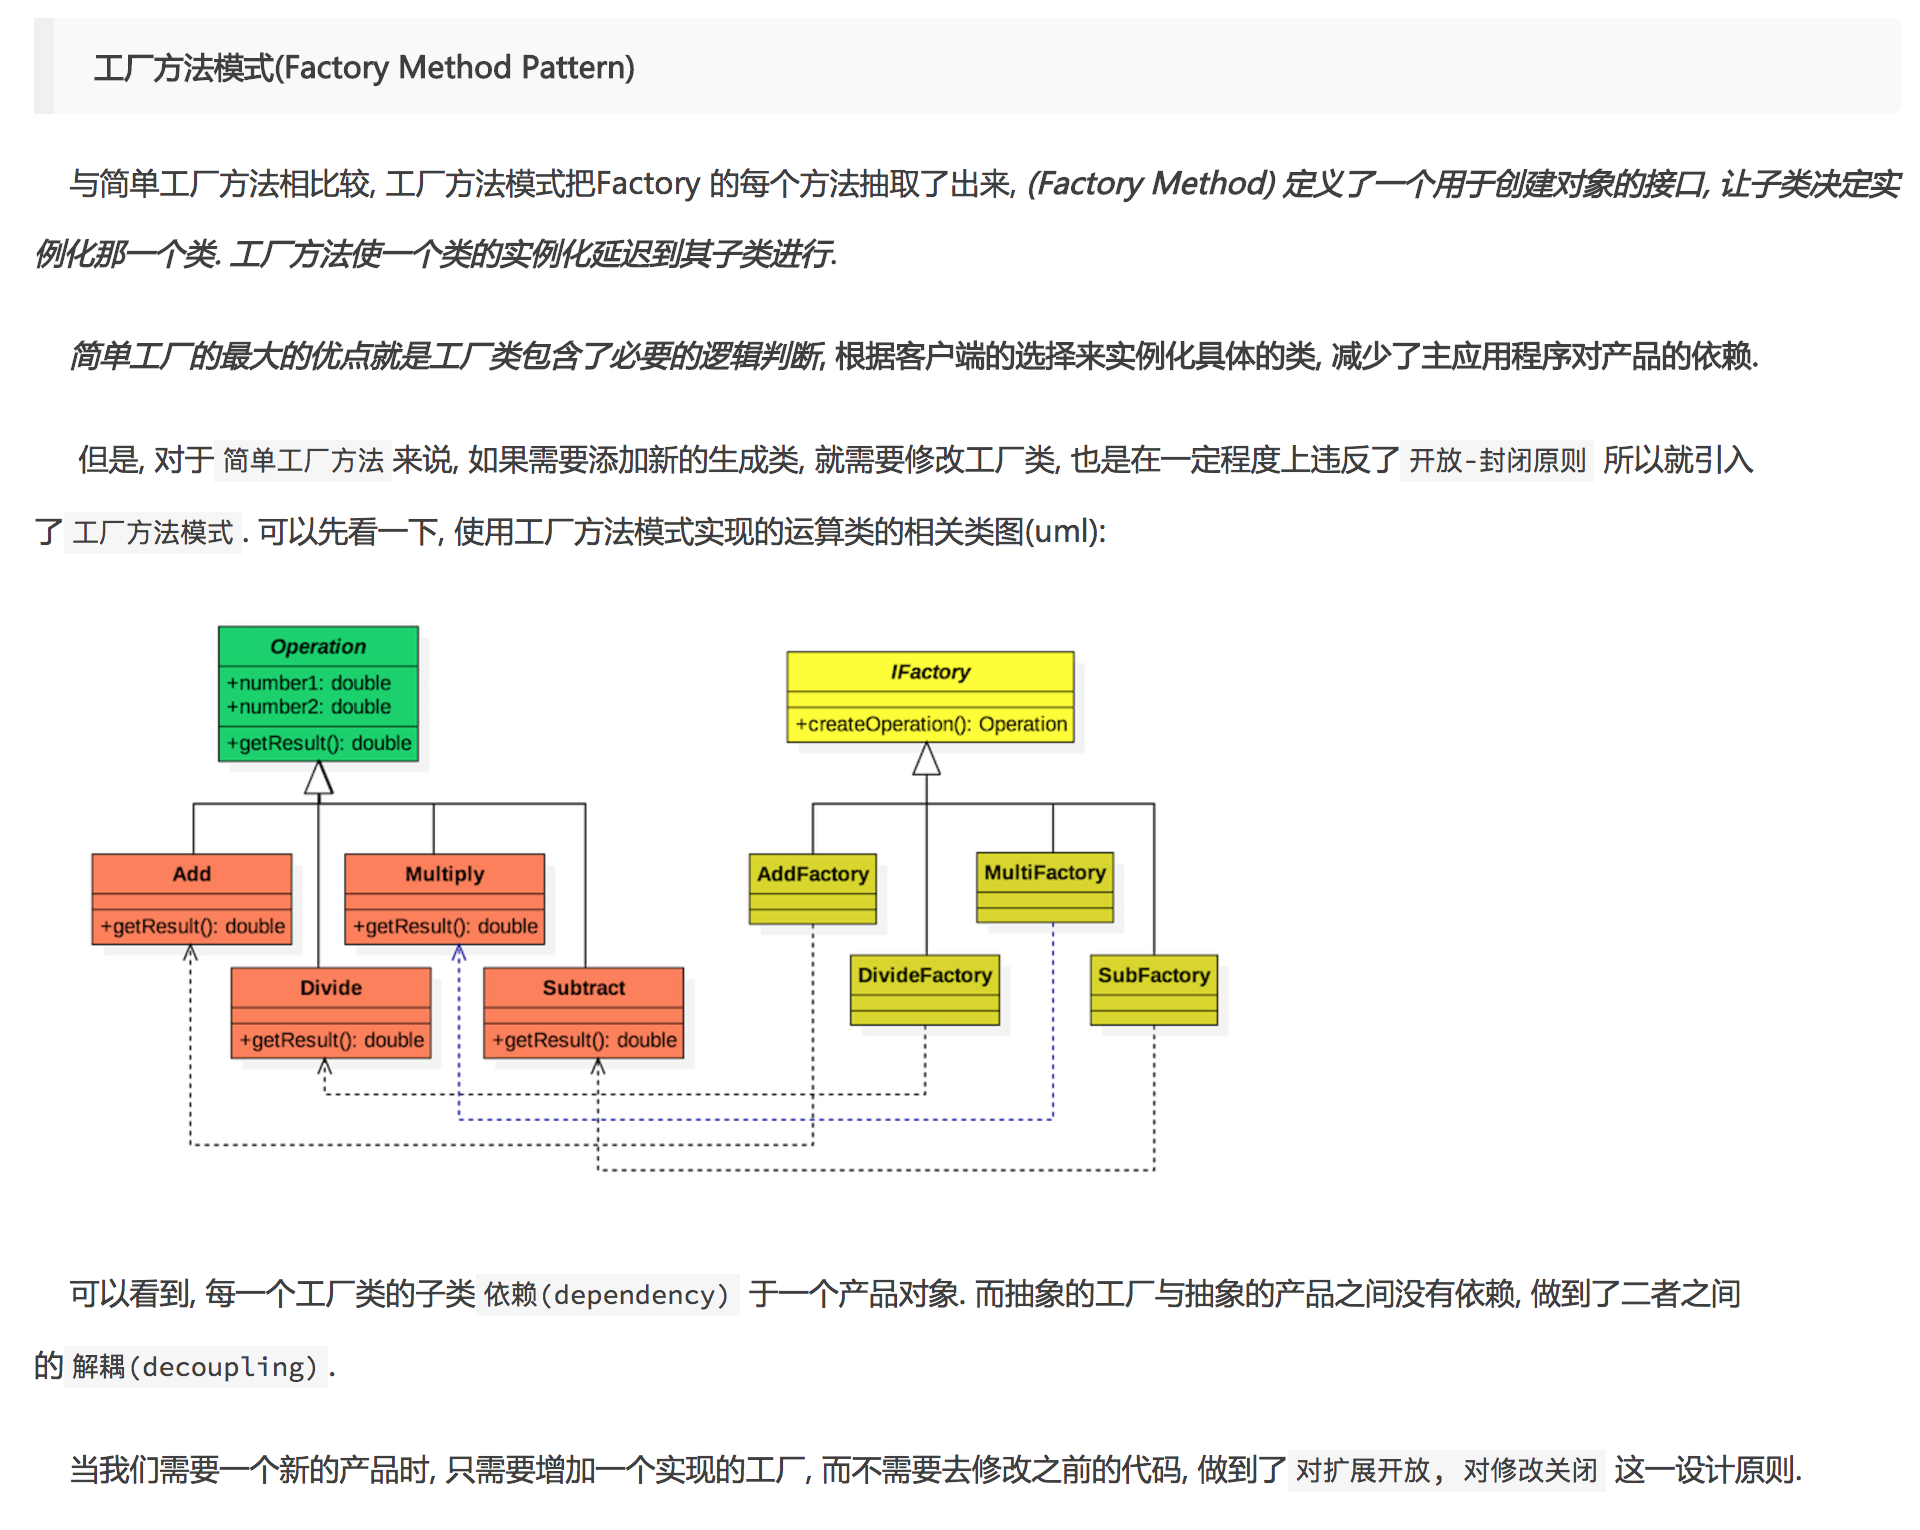 工厂方法模式(Factory Method Pattern)
与简单工厂方法相比较, 工厂方法模式把Factory 的每个方法抽取了出来, (Factory Method) 定义了一个用于创建对象的接口, 让子类决定实
例化那一个类. 工厂方法使一个类的实例化延迟到其子类进行.
简单工厂的最大的优点就是工厂类包含了必要的逻辑判断, 根据客户端的选择来实例化具体的类, 减少了主应用程序对产品的依赖.
但是, 对于 简单工厂方法 来说, 如果需要添加新的生成类, 就需要修改工厂类, 也是在一定程度上违反了 开放-封闭原则 所以就引入
了 工厂方法模式 . 可以先看一下, 使用工厂方法模式实现的运算类的相关类图(uml):
Operation
+number1: double
+number2: double
+getResult(): double
IFactory
+createOperation(): Operation
Add
+getResult(): double
Multiply
+getResult(): double
Divide
+getResult(): double
Subtract
+getResult(): double
AddFactory
MultiFactory
DivideFactory
SubFactory
可以看到, 每一个工厂类的子类 依赖(dependency) 于一个产品对象. 而抽象的工厂与抽象的产品之间没有依赖, 做到了二者之间
的 解耦(decoupling) .
当我们需要一个新的产品时, 只需要增加一个实现的工厂, 而不需要去修改之前的代码, 做到了 对扩展开放, 对修改关闭 这一设计原则.